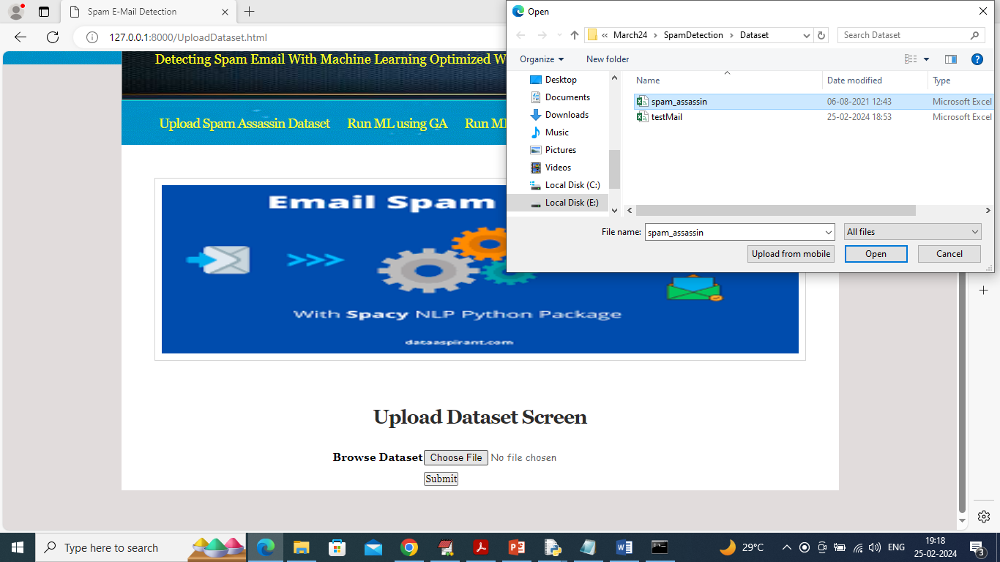 Spam E-Mail Detection
127.0.0.1:8000/UploadDataset.html
Detecting Spam Email With Machine Learning Optimized W
Upload Spam Assassin Dataset Run ML using GA Run M
Email Spam
With Spacy NLP Python Package
dataaspirant.com
Upload Dataset Screen
Browse Dataset Choose File No file chosen
Submit
Open
« March24 > SpamDetection > Dataset
Search Dataset
Organize New folder
Name Date modified Type
Desktop
Documents
Downloads
Music
Pictures
Videos
Local Disk (C:)
Local Disk (E:)
spam_assassin 06-08-2021 12:43 Microsoft Excel
testMail 25-02-2024 18:53 Microsoft Excel
File name: spam_assassin All files
Upload from mobile Open Cancel
Type here to search
29°C
ENG
19:18
25-02-2024
3